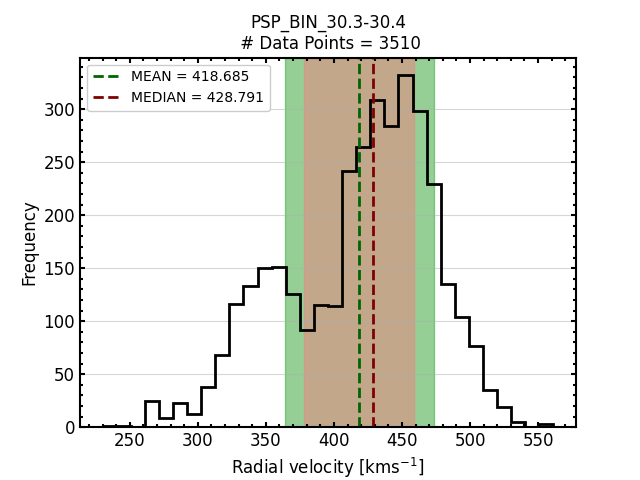 PSP_BIN_30.3-30.4
# Data Points = 3510
MEAN = 418.685
MEDIAN = 428.791
Frequency
300
250
200
150
100
50
0
250 300 350 400 450 500 550
Radial velocity [kms⁻¹]